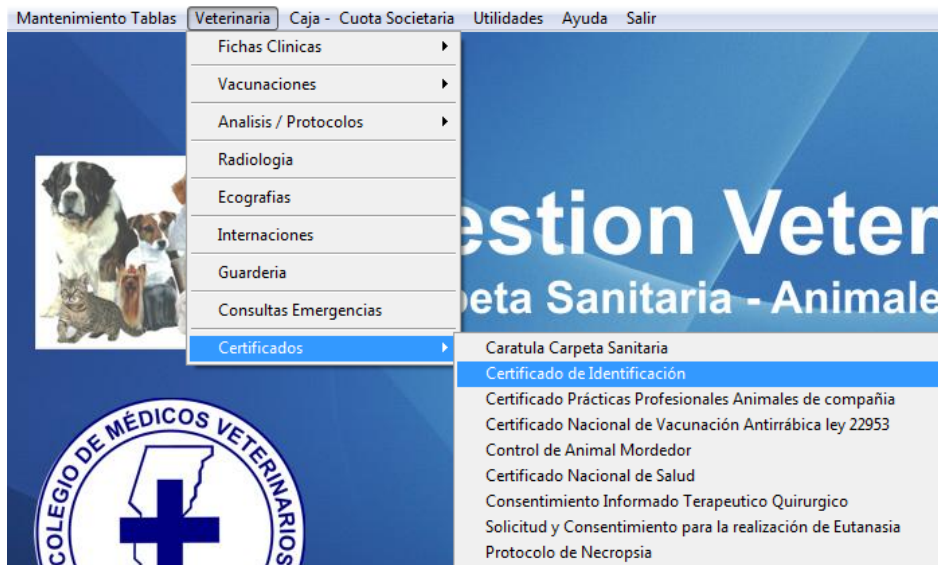 Mantenimiento Tablas Veterinaria Caja - Cuota Societaria Utilidades Ayuda Salir
Fichas Clinicas
Vacunaciones
Analisis / Protocolos
Radiologia
Ecografias
Internaciones
Guarderia
Consultas Emergencias
Certificados
estion Veter
peta Sanitaria - Animale
Caratula Carpeta Sanitaria
Certificado de Identificación
Certificado Prácticas Profesionales Animales de compañia
Certificado Nacional de Vacunación Antirrábica ley 22953
Control de Animal Mordedor
Certificado Nacional de Salud
Consentimiento Informado Terapeutico Quirurgico
Solicitud y Consentimiento para la realización de Eutanasia
Protocolo de Necropsia
COLEGIO DE MÉDICOS VETERINARIOS